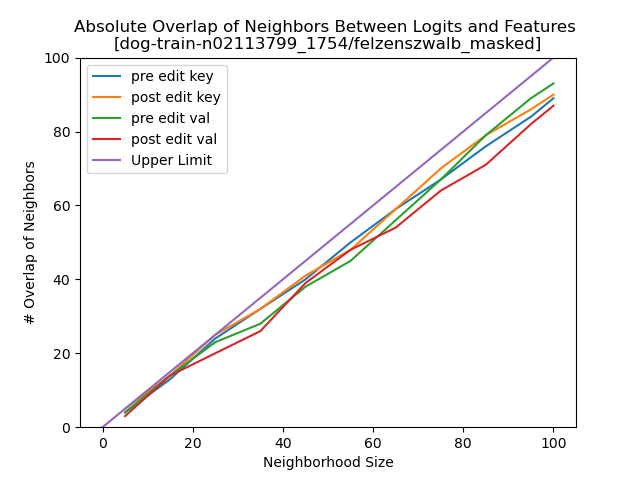 Absolute Overlap of Neighbors Between Logits and Features
[dog-train-n02113799_1754/felzenszwalb_masked]
100
80
60
40
20
0
# Overlap of Neighbors
pre edit key
post edit key
pre edit val
post edit val
Upper Limit
0 20 40 60 80 100
Neighborhood Size